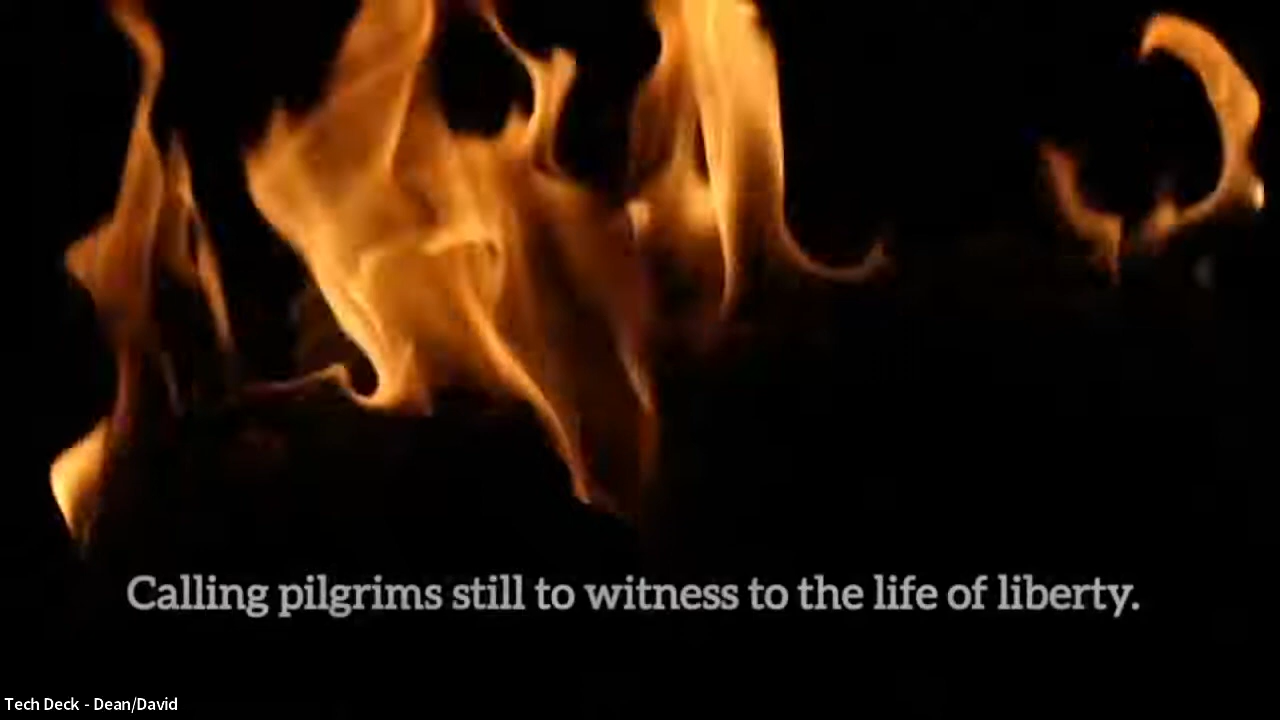 Calling pilgrims still to witness to the life of liberty.
Tech Deck - Dean/David